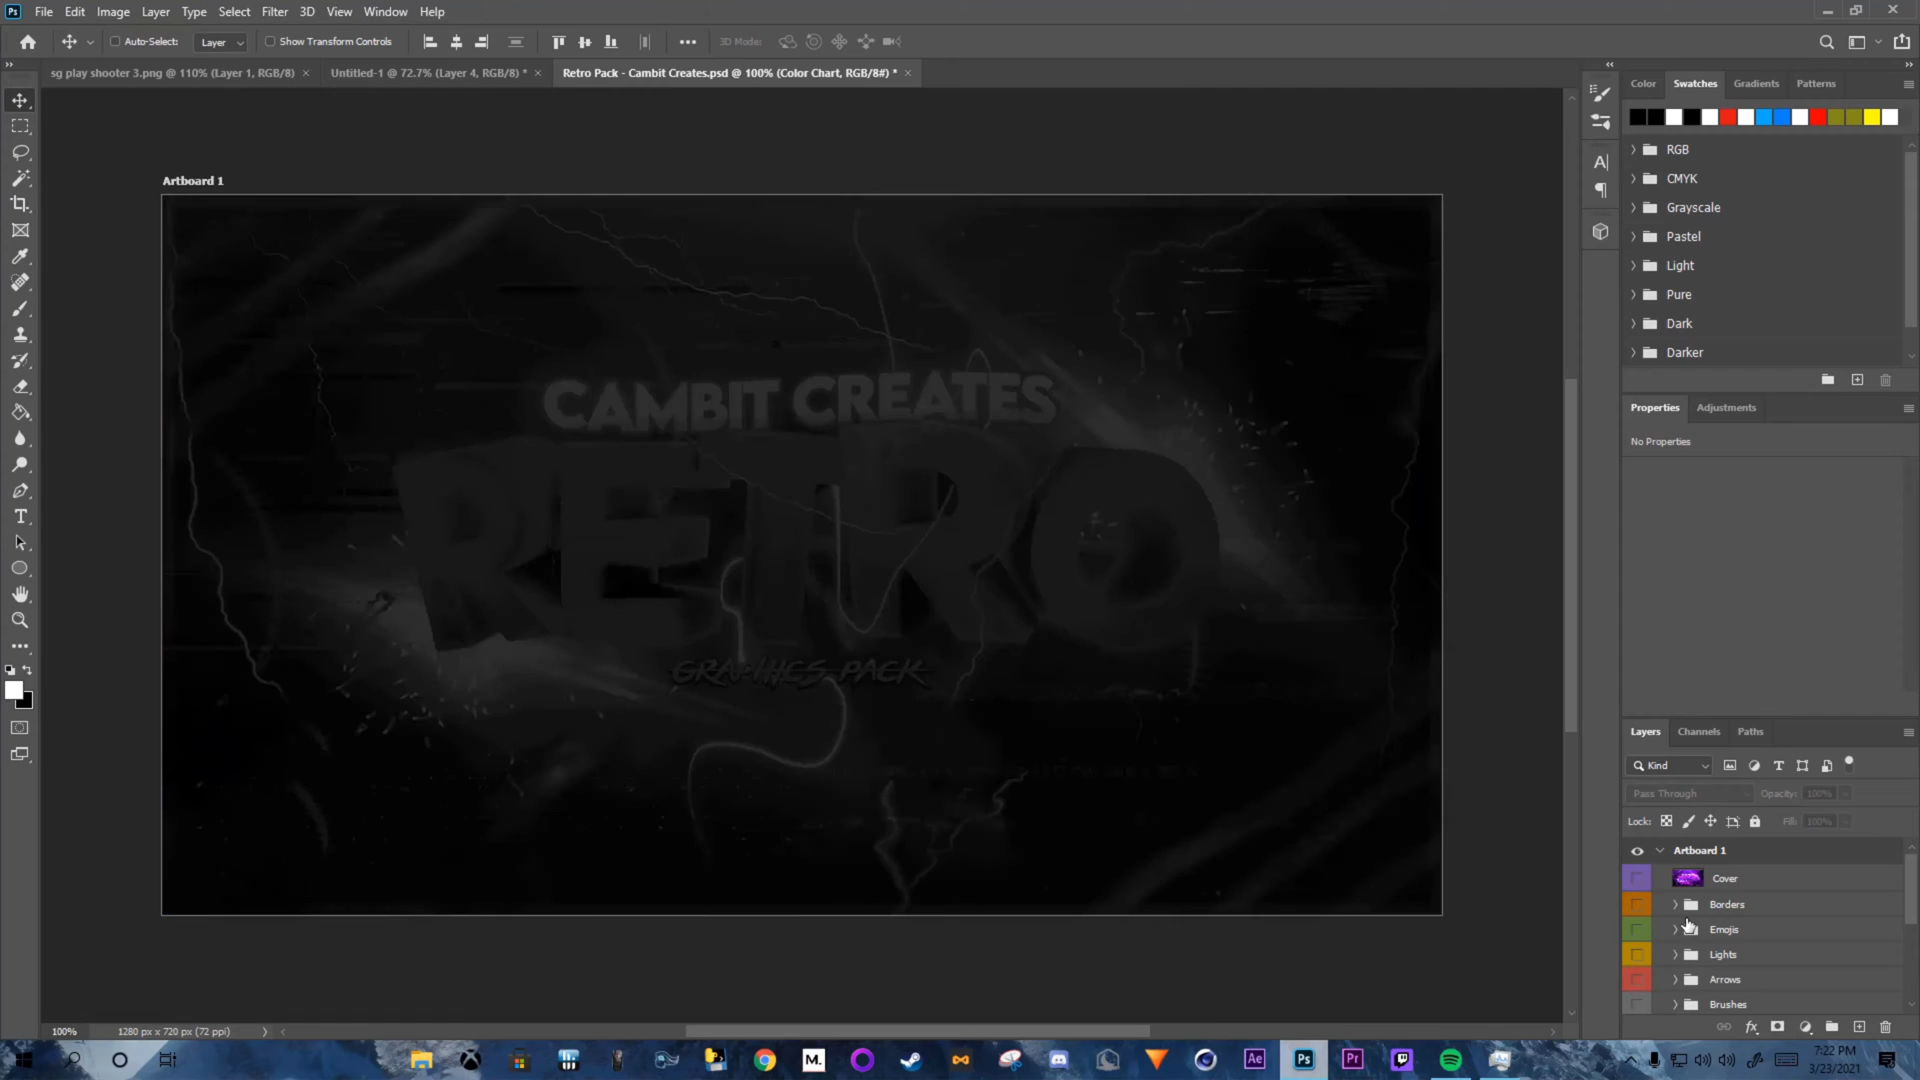 Ps File Edit Image Layer Type Select Filter 3D View Window Help
Auto-Select: Layer Show Transform Controls 3D Mode:
sg play shooter 3.png @ 110% (Layer 1, RGB/8) Untitled-1 @ 72.7% (Layer 4, RGB/8) * Retro Pack - Cambit Creates.psd @ 100% (Color Chart, RGB/8#) *
Color Swatches Gradients Patterns
RGB
CMYK
Grayscale
Pastel
Light
Pure
Dark
Darker
Artboard 1
CAMBIT CREATES
RETRO
GRAPHICS PACK
Properties Adjustments
No Properties
Layers Channels Paths
Kind
Pass Through Opacity: 100%
Lock: Fill: 100%
Artboard 1
Cover
Borders
Emojis
Lights
Arrows
Brushes
fx
100% 1280 px x 720 px (72 ppi)
M. Ae Ps Pr
7:22 PM
3/23/2021